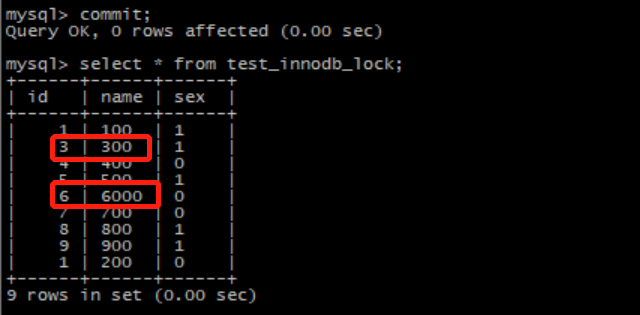 mysql> commit;
Query OK, 0 rows affected (0.00 sec)
mysql> select * from test_innodb_lock;
+------+------+------+
| id | name | sex |
+------+------+------+
| 1 | 100 | 1 |
| 3 | 300 | 1 |
| 4 | 400 | 0 |
| 5 | 500 | 1 |
| 6 | 6000 | 0 |
| 7 | 700 | 0 |
| 8 | 800 | 1 |
| 9 | 900 | 1 |
| 1 | 200 | 0 |
+------+------+------+
9 rows in set (0.00 sec)